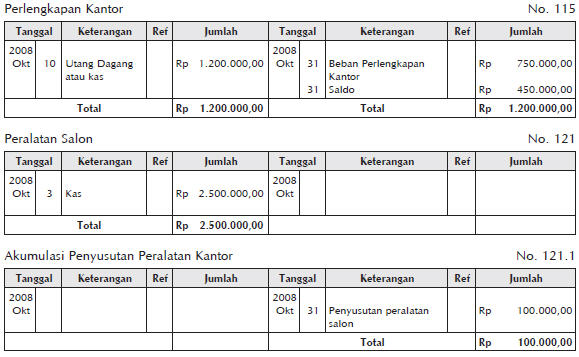 Perlengkapan Kantor No. 115
Tanggal Keterangan Ref Jumlah Tanggal Keterangan Ref Jumlah
2008 2008
Okt 10 Utang Dagang Rp 1.200.000,00 Okt 31 Beban Perlengkapan Rp 750.000,00
atau kas Kantor
31 Saldo Rp 450.000,00
Total Rp 1.200.000,00 Total Rp 1.200.000,00
Peralatan Salon No. 121
Tanggal Keterangan Ref Jumlah Tanggal Keterangan Ref Jumlah
2008 2008
Okt 3 Kas Rp 2.500.000,00 Okt
Total Rp 2.500.000,00
Akumulasi Penyusutan Peralatan Kantor No. 121.1
Tanggal Keterangan Ref Jumlah Tanggal Keterangan Ref Jumlah
2008 2008
Okt Okt 31 Penyusutan peralatan Rp 100.000,00
salon
Total Rp 100.000,00